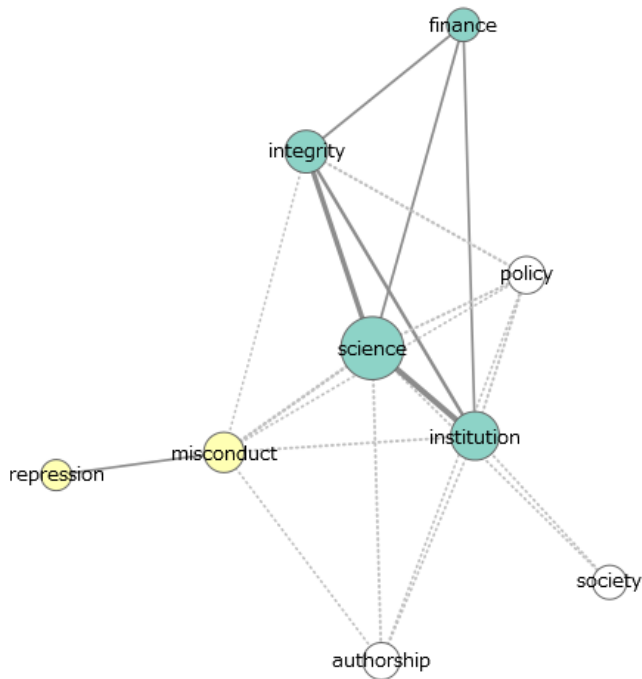 finance
integrity
policy
science
institution
misconduct
repression
society
authorship